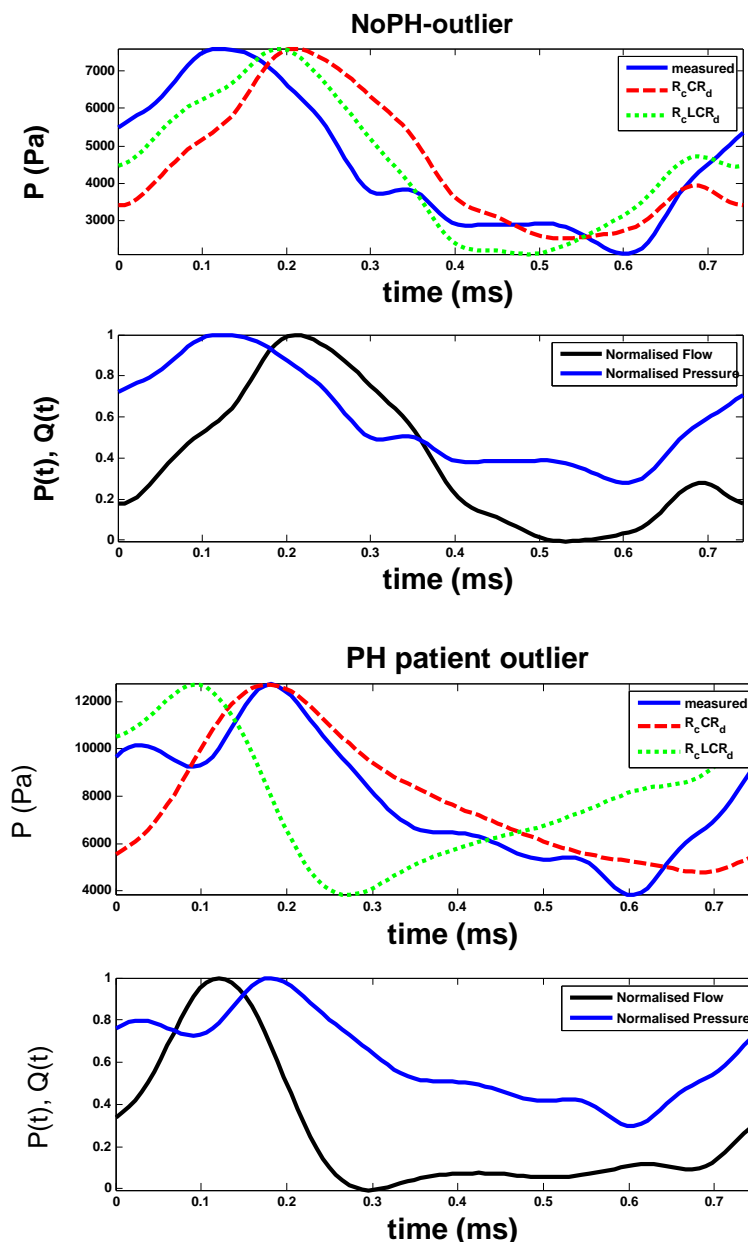 NoPH-outlier
P (Pa)
7000
6000
5000
4000
3000
measured
RcCRd
RcLCRd
0 0.1 0.2 0.3 0.4 0.5 0.6 0.7
time (ms)
P(t), Q(t)
1
0.8
0.6
0.4
0.2
0
Normalised Flow
Normalised Pressure
0 0.1 0.2 0.3 0.4 0.5 0.6 0.7
time (ms)
PH patient outlier
P (Pa)
12000
10000
8000
6000
4000
measured
RcCRd
RcLCRd
0 0.1 0.2 0.3 0.4 0.5 0.6 0.7
time (ms)
P(t), Q(t)
1
0.8
0.6
0.4
0.2
0
Normalised Flow
Normalised Pressure
0 0.1 0.2 0.3 0.4 0.5 0.6 0.7
time (ms)